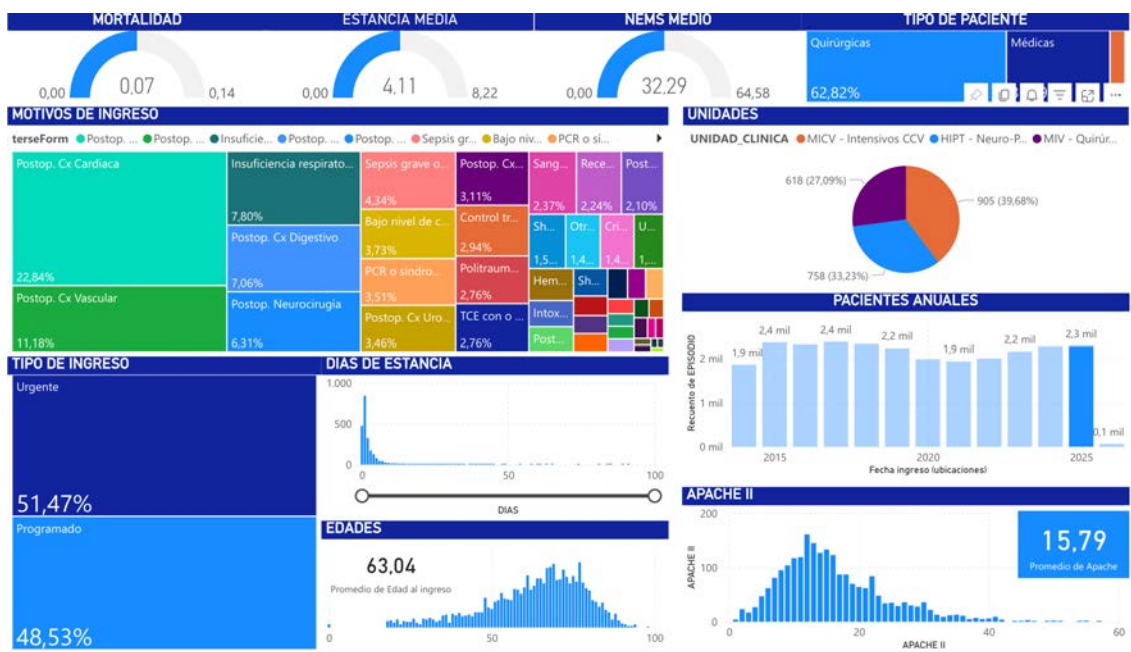 MORTALIDAD
0,07
0,00
0,14
ESTANCIA MEDIA
4,11
0,00
8,22
NEMS MEDIO
32,29
0,00
64,58
TIPO DE PACIENTE
Quirúrgicas
62,82%
Médicas
MOTIVOS DE INGRESO
terseForm Postop. ... Postop. ... Insuficie... Postop. ... Postop. ... Sepsis gr... Bajo niv... PCR o si...
Postop. Cx Cardiaca
22,84%
Postop. Cx Vascular
11,18%
Insuficiencia respirato...
7,80%
Postop. Cx Digestivo
7,06%
Postop. Neurocirugia
6,31%
Sepsis grave o...
4,34%
Bajo nivel de c...
3,73%
PCR o síndro...
3,51%
Postop. Cx Uro...
3,46%
Postop. Cx...
3,11%
Control tr...
2,94%
Politraum...
2,76%
TCE con o ...
2,76%
Sang...
2,37%
Rece...
2,24%
Post...
2,10%
Sh...
1,5...
Otr...
1,4...
Cri...
1,4...
U...
1,...
Hem...
Sh...
Intox...
Post...
UNIDADES
UNIDAD_CLINICA MICV - Intensivos CCV HIPT - Neuro-P... MIV - Quirúr...
618 (27,09%)
905 (39,68%)
758 (33,23%)
PACIENTES ANUALES
Recuento de EPISODIO
2 mil
1 mil
0 mil
1,9 mil
2,4 mil
2,4 mil
2,2 mil
1,9 mil
2,2 mil
2,3 mil
0,1 mil
2015
2020
2025
Fecha ingreso (ubicaciones)
TIPO DE INGRESO
Urgente
51,47%
Programado
48,53%
DIAS DE ESTANCIA
1.000
500
0
0
50
100
DIAS
EDADES
63,04
Promedio de Edad al ingreso
0
50
100
APACHE II
APACHE II
200
100
0
0
20
40
60
APACHE II
15,79
Promedio de Apache